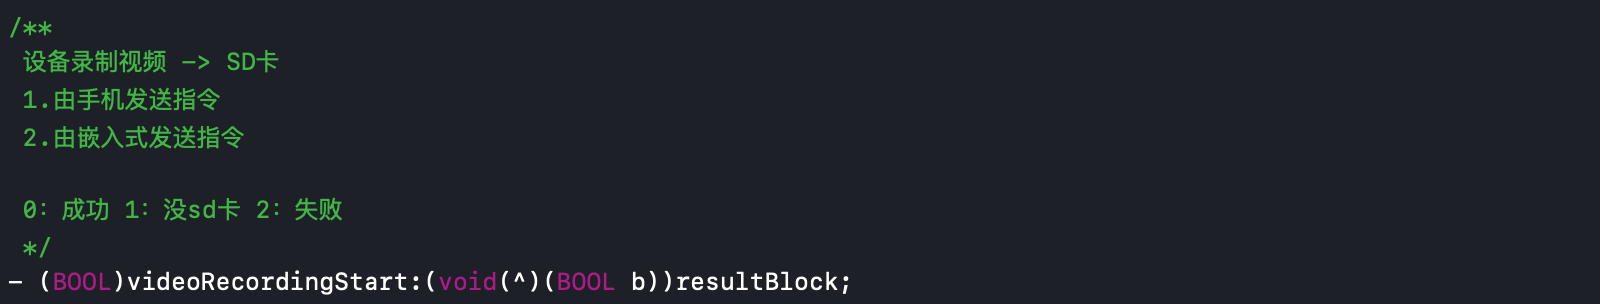 /**
设备录制视频 -> SD卡
1.由手机发送指令
2.由嵌入式发送指令
0: 成功 1: 没sd卡 2: 失败
*/
- (BOOL)videoRecordingStart:(void(^)(BOOL b))resultBlock;